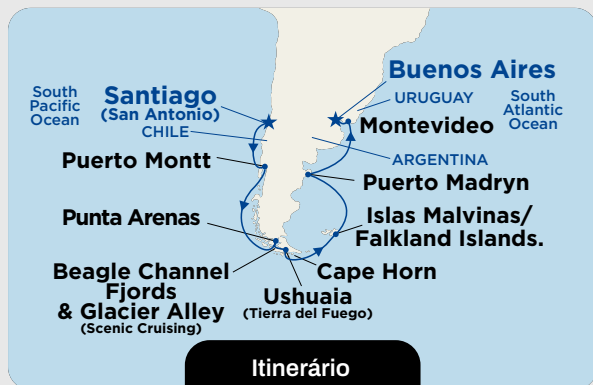 South
Pacific
Ocean
Santiago
(San Antonio)
CHILE
Buenos Aires
URUGUAY
South
Atlantic
Ocean
Montevideo
ARGENTINA
Puerto Montt
Puerto Madryn
Punta Arenas
Islas Malvinas/
Falkland Islands.
Beagle Channel
Fjords
& Glacier Alley
(Scenic Cruising)
Cape Horn
Ushuaia
(Tierra del Fuego)
Itinerário